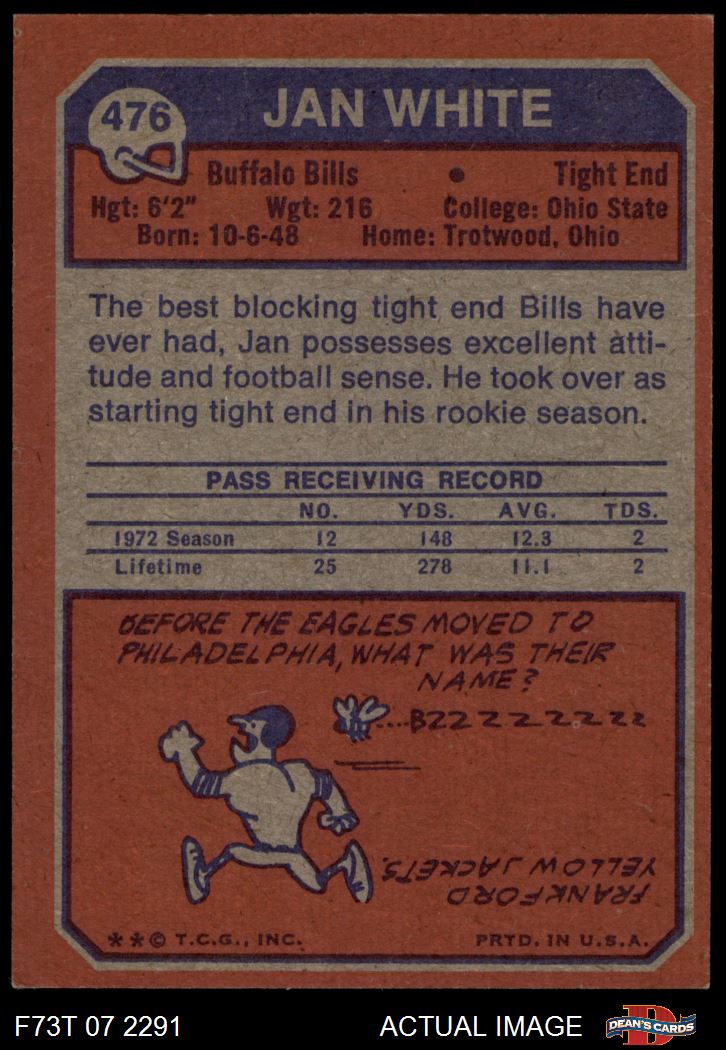 476
JAN WHITE
Buffalo Bills • Tight End
Hgt: 6'2" Wgt: 216 College: Ohio State
Born: 10-6-48 Home: Trotwood, Ohio
The best blocking tight end Bills have
ever had, Jan possesses excellent atti-
tude and football sense. He took over as
starting tight end in his rookie season.
PASS RECEIVING RECORD
NO. YDS. AVG. TDS.
1972 Season 12 148 12.3 2
Lifetime 25 278 11.1 2
BEFORE THE EAGLES MOVED TO
PHILADELPHIA, WHAT WAS THEIR
NAME?
...BZZZZZZZZZ
FRANKFORD
YELLOW JACKETS.
**© T.C.G., INC. PRTD. IN U.S.A.
F73T 07 2291 ACTUAL IMAGE D DEAN'S CARDS